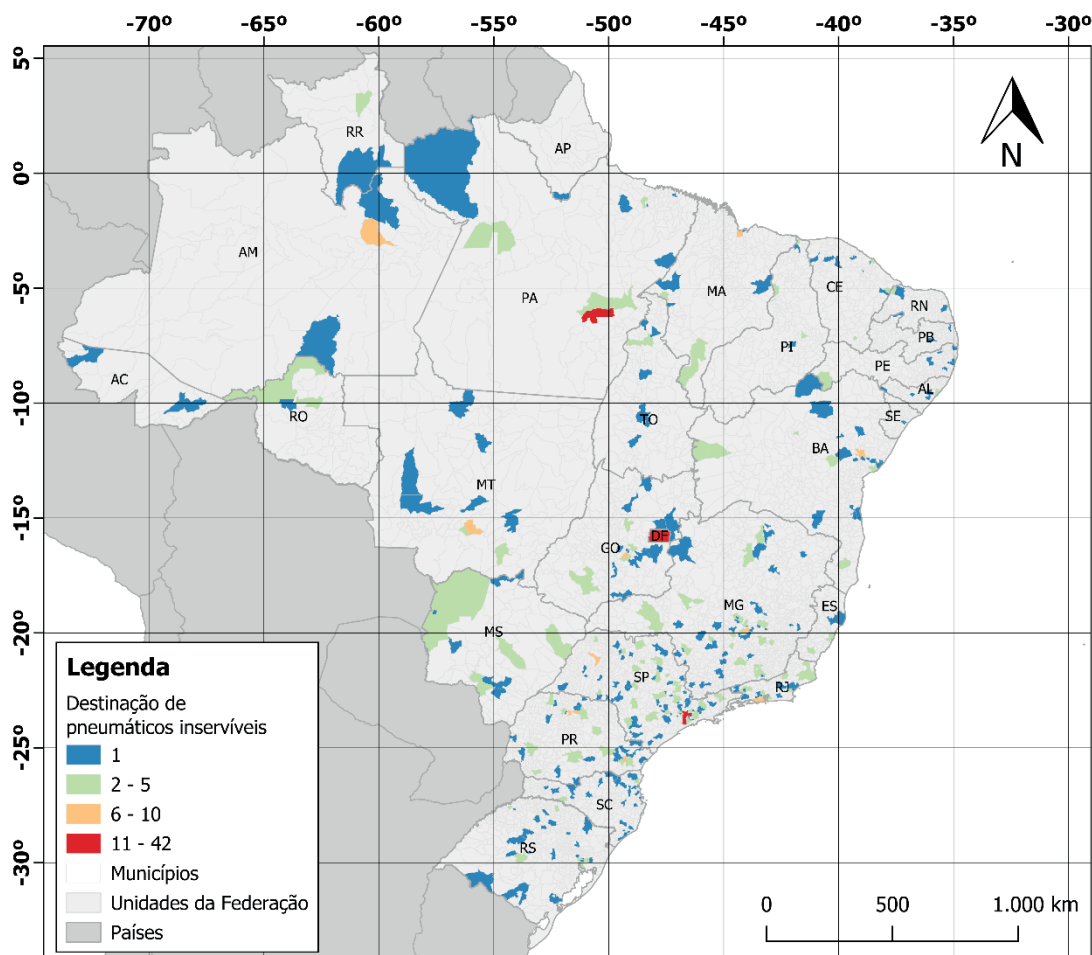 -70º -65º -60º -55º -50º -45º -40º -35º -30º
5º
0º
-5º
-10º
-15º
-20º
-25º
-30º
N
RR
AP
AM
PA
MA
CE
RN
PB
PI
PE
AL
SE
AC
RO
TO
BA
MT
DF
GO
MG
ES
MS
SP
RJ
PR
SC
RS
Legenda
Destinação de
pneumáticos inservíveis
1
2 - 5
6 - 10
11 - 42
Municípios
Unidades da Federação
Países
0 500 1.000 km